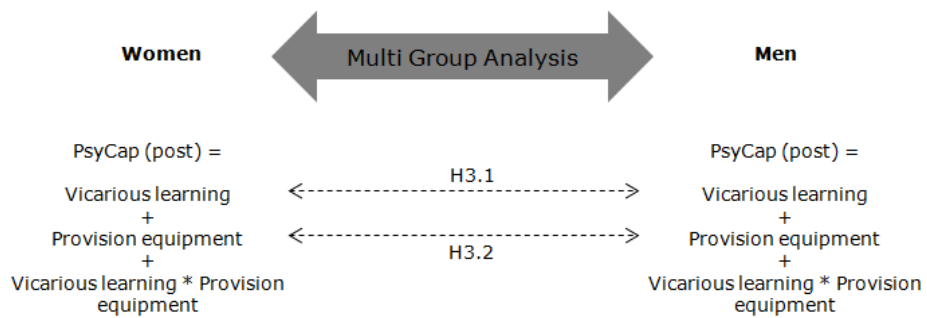 Women
Multi Group Analysis
Men
PsyCap (post) =
Vicarious learning
+
Provision equipment
+
Vicarious learning * Provision
equipment
H3.1
H3.2
PsyCap (post) =
Vicarious learning
+
Provision equipment
+
Vicarious learning * Provision
equipment